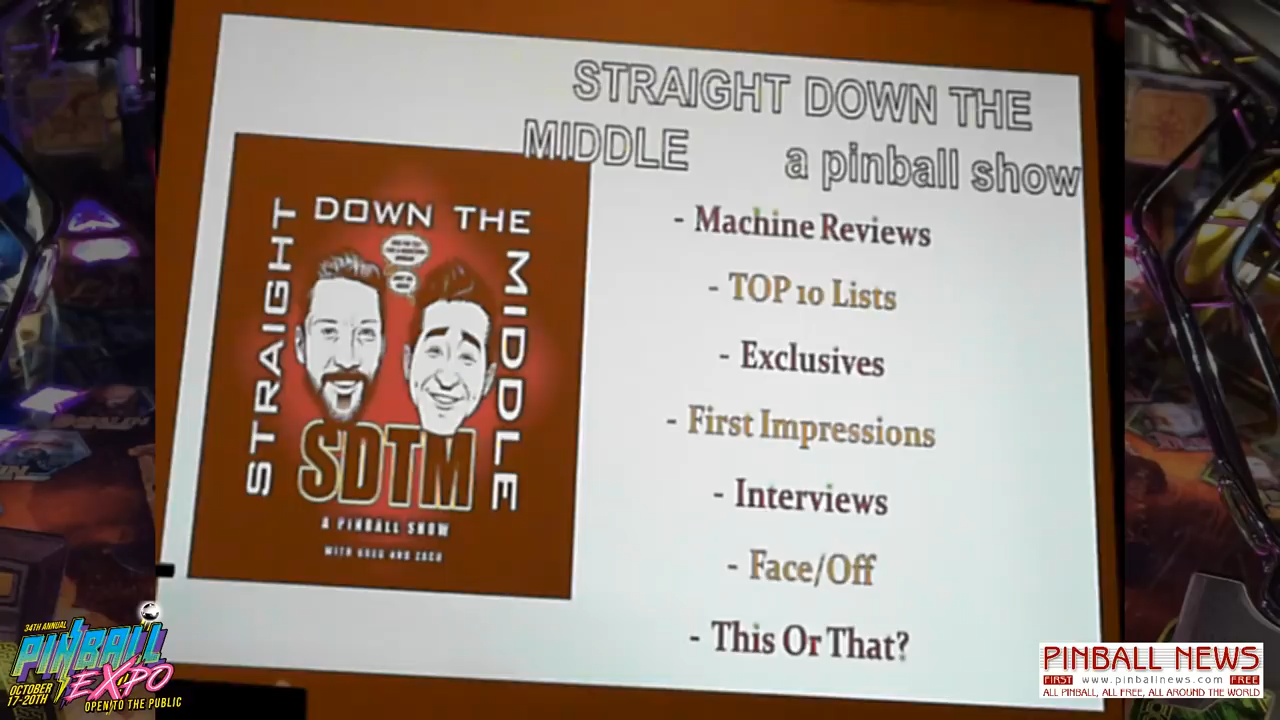 STRAIGHT DOWN THE
MIDDLE a pinball show
- Machine Reviews
- TOP 10 Lists
- Exclusives
- First Impressions
- Interviews
- Face/Off
- This Or That?
STRAIGHT
DOWN THE
MIDDLE
SDTM
A PINBALL SHOW
WITH GREG AND ZACH
34TH ANNUAL
PINBALL
EXPO
OCTOBER
17-20TH
OPEN TO THE PUBLIC
PINBALL NEWS
FIRST www.pinballnews.com FREE
ALL PINBALL, ALL FREE, ALL AROUND THE WORLD